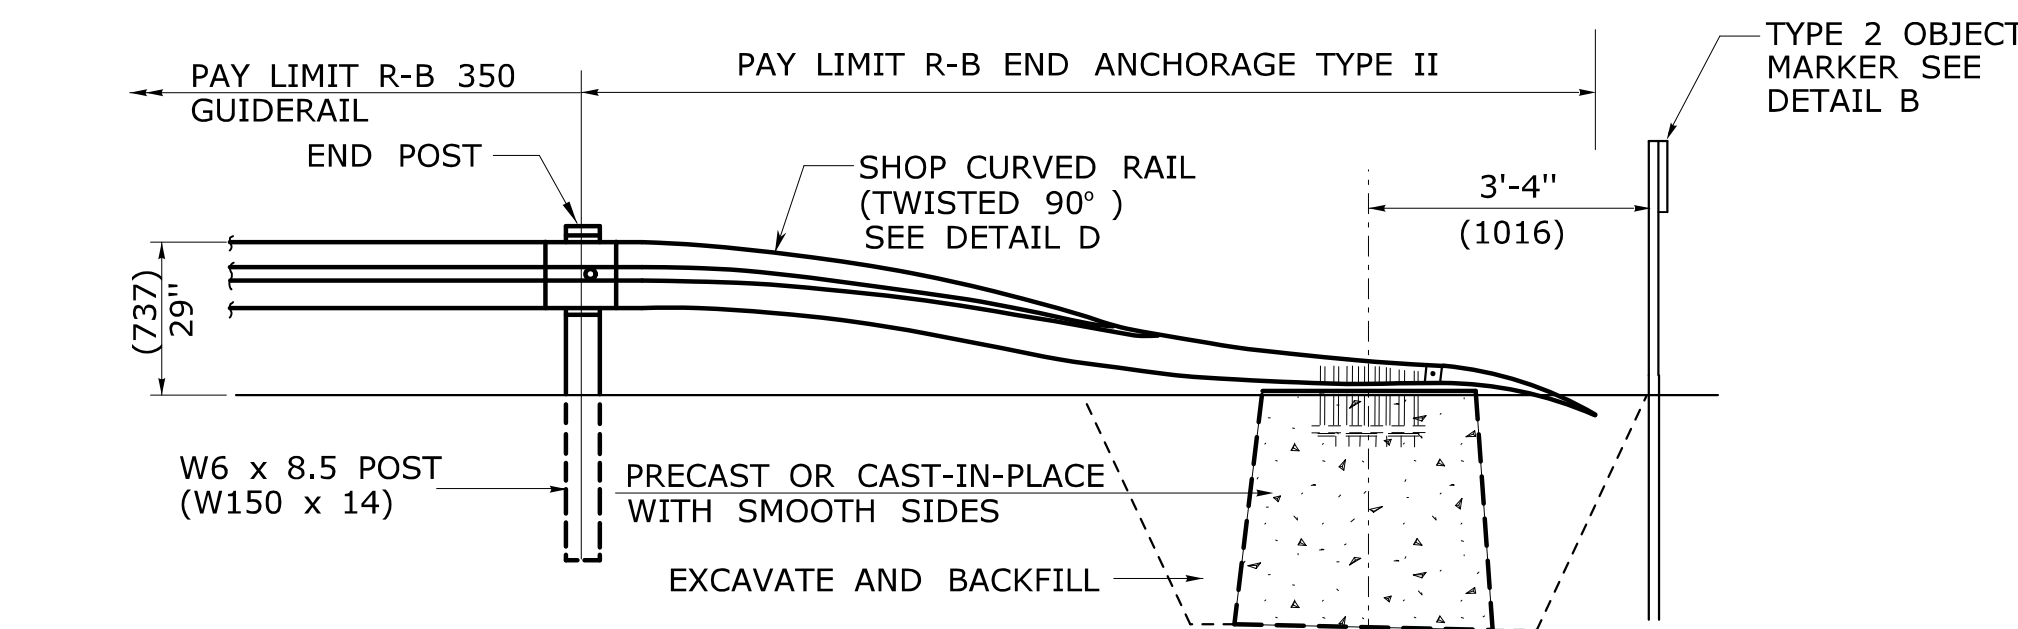 PAY LIMIT R-B 350
GUIDERAIL
PAY LIMIT R-B END ANCHORAGE TYPE II
TYPE 2 OBJECT
MARKER SEE
DETAIL B
END POST
SHOP CURVED RAIL
(TWISTED 90° )
SEE DETAIL D
3'-4"
(1016)
(737)
29"
W6 x 8.5 POST
(W150 x 14)
PRECAST OR CAST-IN-PLACE
WITH SMOOTH SIDES
EXCAVATE AND BACKFILL